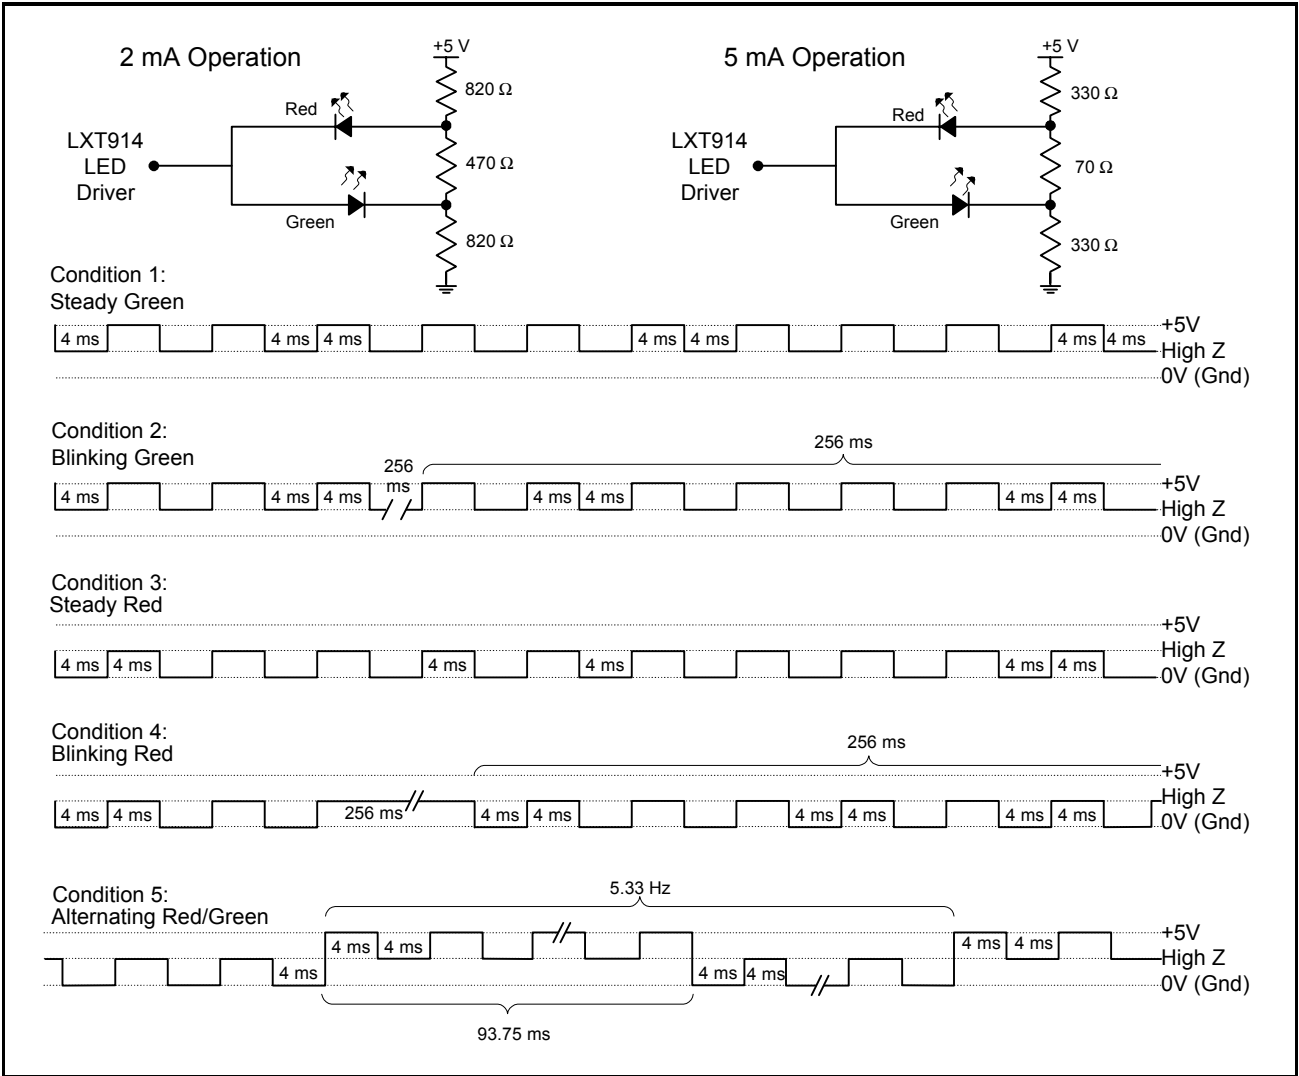 2 mA Operation
+5 V
820 Ω
Red
LXT914
LED
Driver
470 Ω
Green
820 Ω
5 mA Operation
+5 V
330 Ω
Red
LXT914
LED
Driver
70 Ω
Green
330 Ω
Condition 1:
Steady Green
4 ms 4 ms 4 ms 4 ms 4 ms 4 ms 4 ms
+5V
High Z
0V (Gnd)
Condition 2:
Blinking Green
256 ms
256
ms
4 ms 4 ms 4 ms 4 ms 4 ms 4 ms 4 ms
+5V
High Z
0V (Gnd)
Condition 3:
Steady Red
+5V
High Z
4 ms 4 ms 4 ms 4 ms 4 ms 4 ms
0V (Gnd)
Condition 4:
Blinking Red
256 ms
+5V
High Z
4 ms 4 ms 256 ms 4 ms 4 ms 4 ms 4 ms 4 ms 4 ms
0V (Gnd)
Condition 5:
Alternating Red/Green
5.33 Hz
+5V
4 ms 4 ms 4 ms 4 ms
High Z
4 ms 4 ms 4 ms
0V (Gnd)
93.75 ms